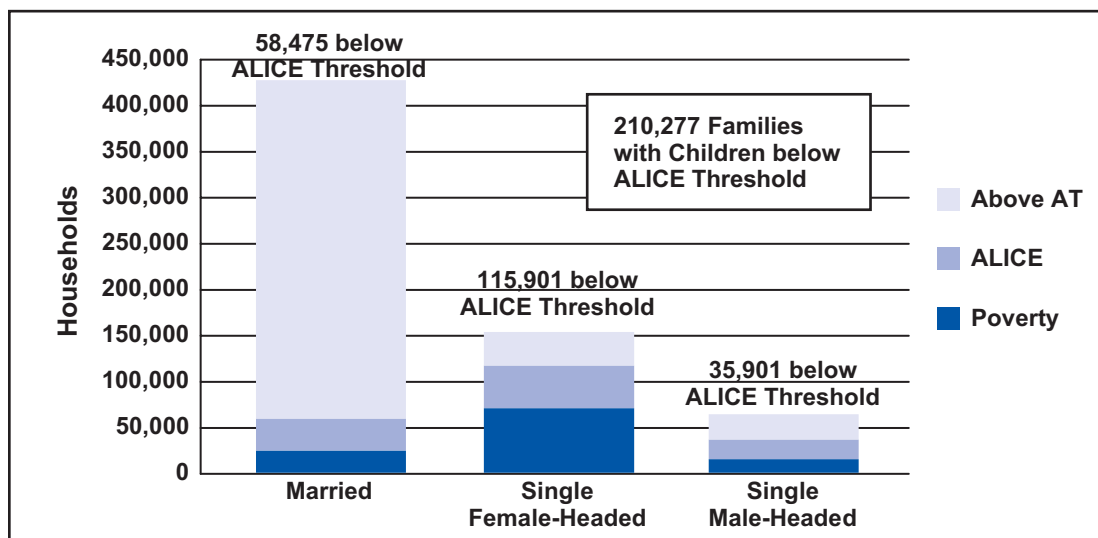 58,475 below
ALICE Threshold
450,000
400,000
350,000
300,000
250,000
200,000
150,000
100,000
50,000
0
Households
210,277 Families
with Children below
ALICE Threshold
115,901 below
ALICE Threshold
35,901 below
ALICE Threshold
Above AT
ALICE
Poverty
Married
Single
Female-Headed
Single
Male-Headed